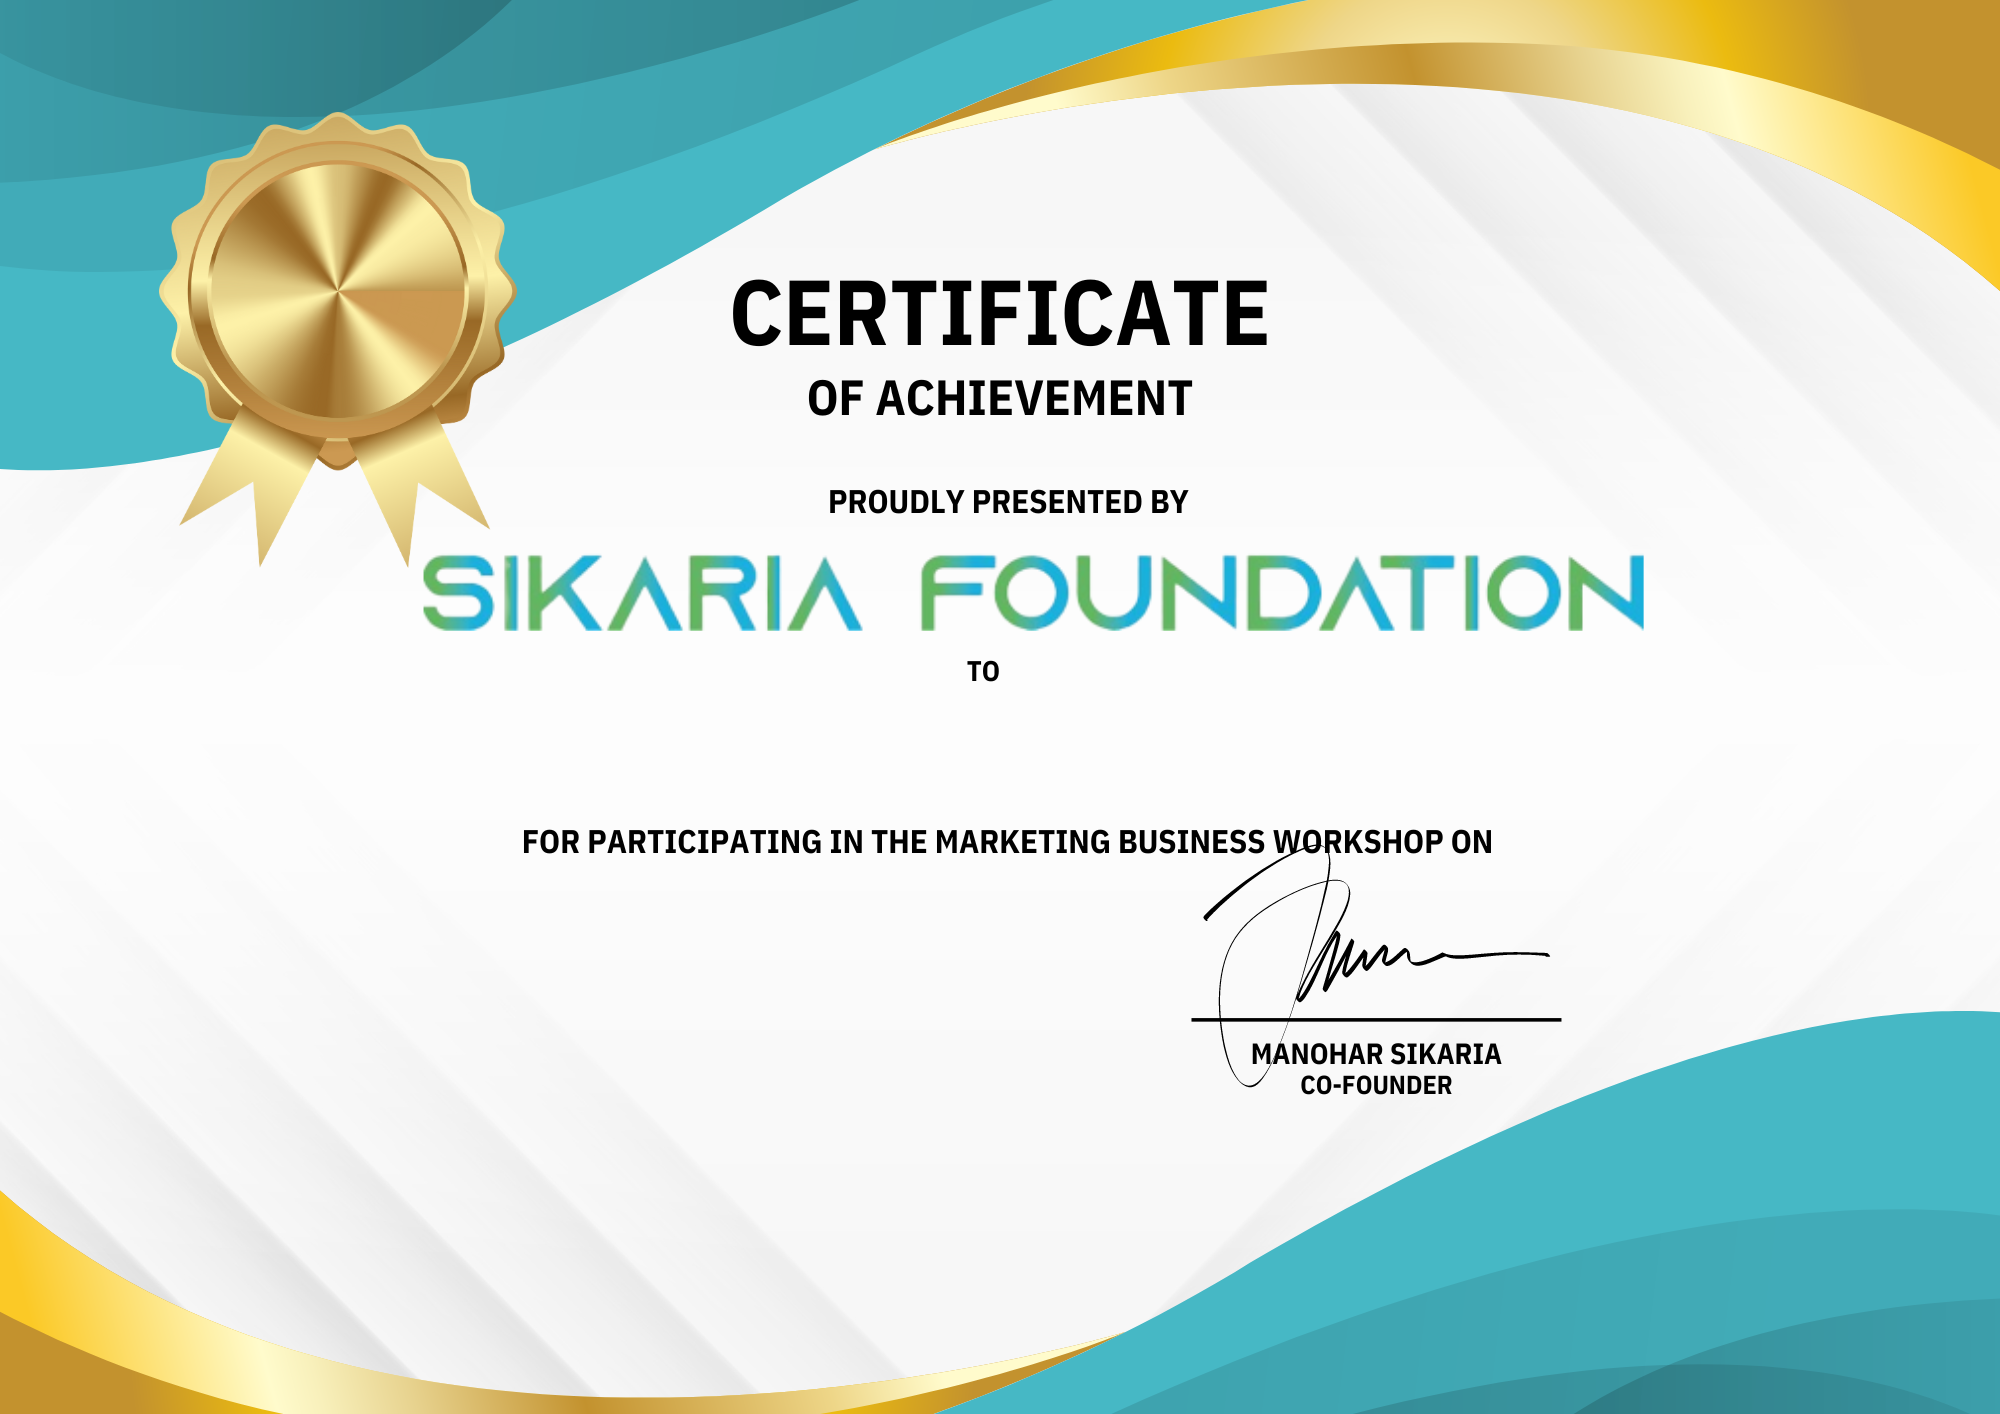 CERTIFICATE
OF ACHIEVEMENT
PROUDLY PRESENTED BY
SIKARIA FOUNDATION
TO
FOR PARTICIPATING IN THE MARKETING BUSINESS WORKSHOP ON
MANOHAR SIKARIA
CO-FOUNDER